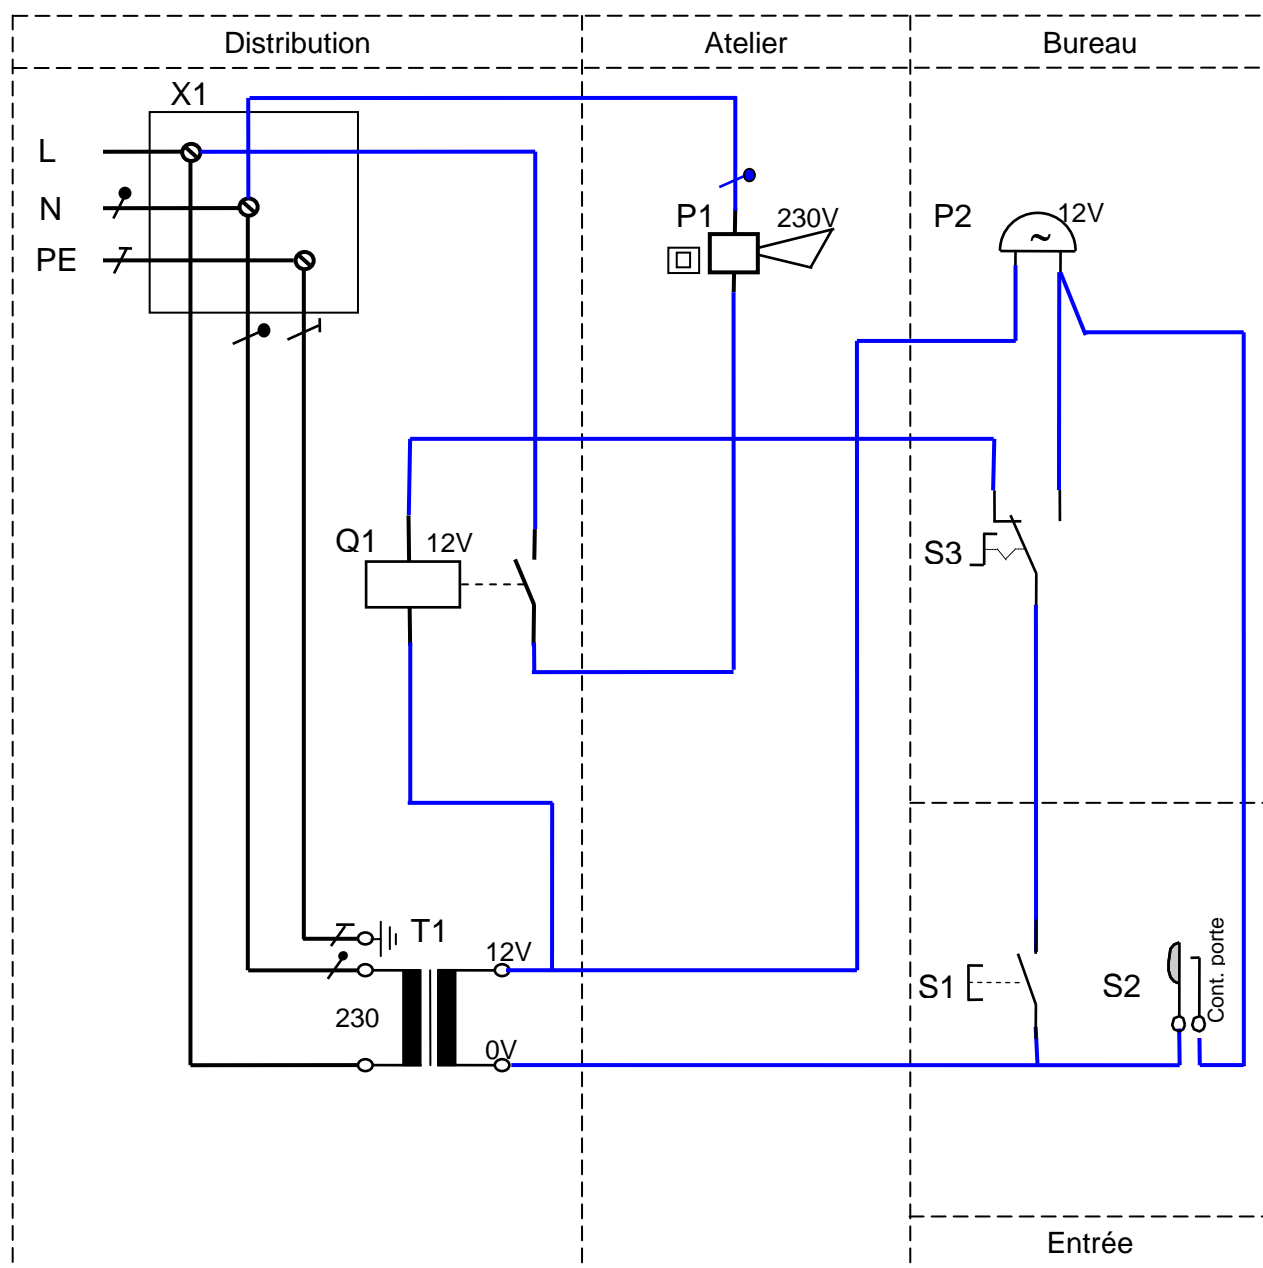 Distribution
Atelier
Bureau
X1
L
N
PE
P1
230V
P2
12V
~
Q1
12V
S3
T1
12V
230
0V
S1
S2
Cont. porte
Entrée